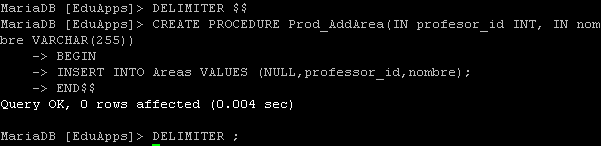 MariaDB [EduApps]> DELIMITER $$
MariaDB [EduApps]> CREATE PROCEDURE Prod_AddArea(IN profesor_id INT, IN nom
bre VARCHAR(255))
    -> BEGIN
    -> INSERT INTO Areas VALUES (NULL,professor_id,nombre);
    -> END$$
Query OK, 0 rows affected (0.004 sec)
MariaDB [EduApps]> DELIMITER ;